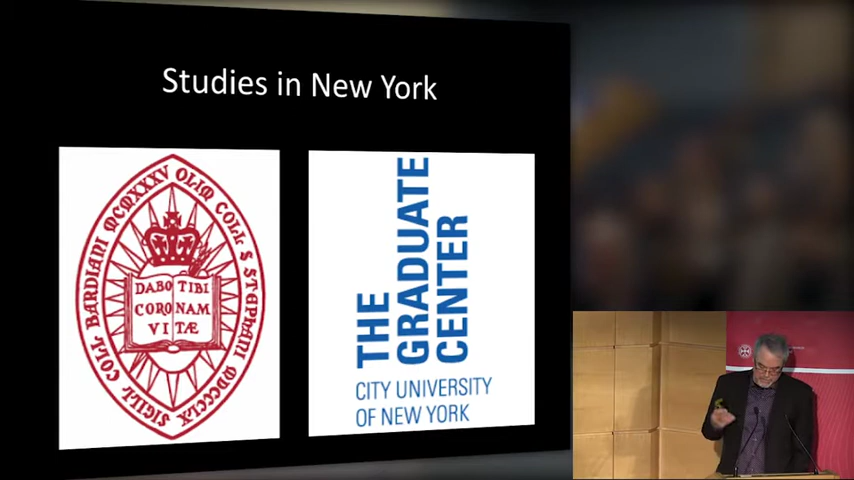 Studies in New York
SIGILL COLL BARDIANI MCMXXXV OLIM COLL S STEPHANI MDCCCLX
DABO TIBI
CORONAM
VITÆ
THE
GRADUATE
CENTER
CITY UNIVERSITY
OF NEW YORK